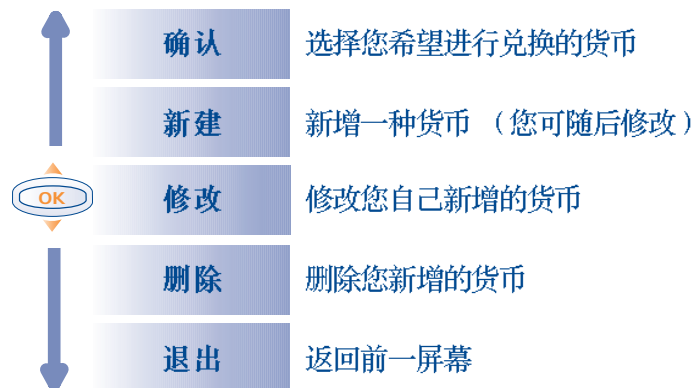 确认 选择您希望进行兑换的货币
新建 新增一种货币 （您可随后修改）
OK 修改 修改您自己新增的货币
删除 删除您新增的货币
退出 返回前一屏幕